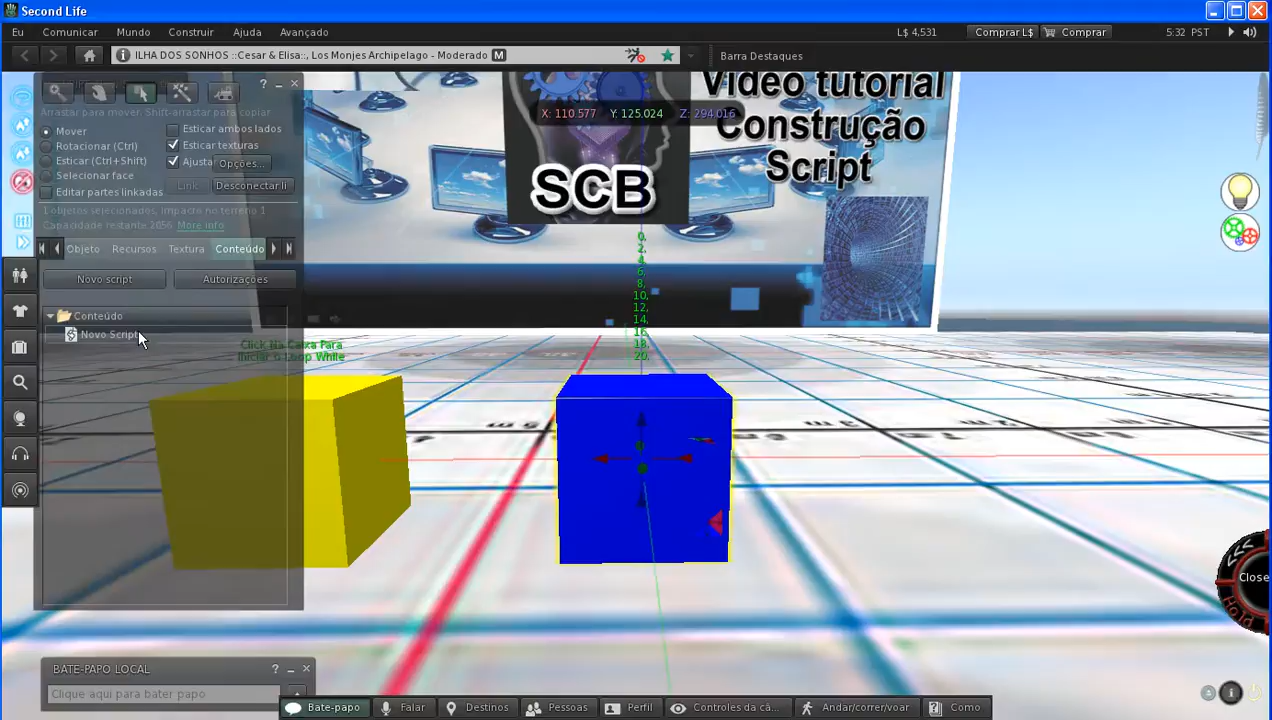 Second Life
Eu Comunicar Mundo Construir Ajuda Avançado L$ 4,531 Comprar L$ Comprar 5:32 PST
ILHA DOS SONHOS ::Cesar & Elisa::, Los Monjes Archipelago - Moderado M Barra Destaques
Video tutorial
Construção
Script
SCB
X: 110.577 Y: 125.024 Z: 294.016
Arrastar para mover. Shift-arrastar para copiar
Mover
Rotacionar (Ctrl)
Esticar (Ctrl+Shift)
Selecionar face
Editar partes linkadas
Esticar ambos lados
Esticar texturas
Ajustar
Opções...
Link Desconectar li
1 objetos selecionados, impacto no terreno 1
Capacidade restante 2056 More info
Objeto Recursos Textura Conteúdo
Novo script Autorizações
Conteúdo
Novo Script
Click Na Caixa Para
Iniciar o Loop While
0,
2,
4,
6,
8,
10,
12,
14,
16,
18,
20,
Close
Hold
BATE-PAPO LOCAL
Clique aqui para bater papo
Bate-papo Falar Destinos Pessoas Perfil Controles da câ... Andar/correr/voar Como